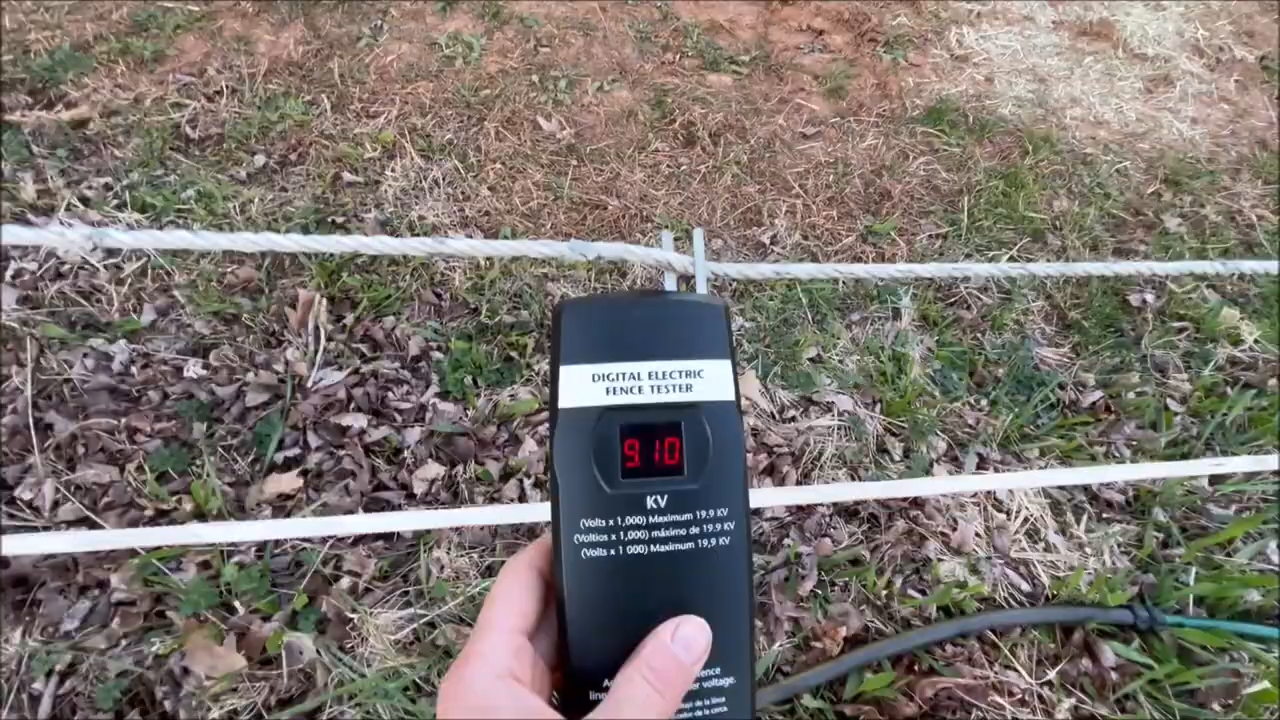 DIGITAL ELECTRIC
FENCE TESTER
9.10
KV
(Volts x 1,000) Maximum 19.9 KV
(Voltios x 1,000) máximo de 19.9 KV
(Volts x 1 000) Maximum 19,9 KV
voltage.